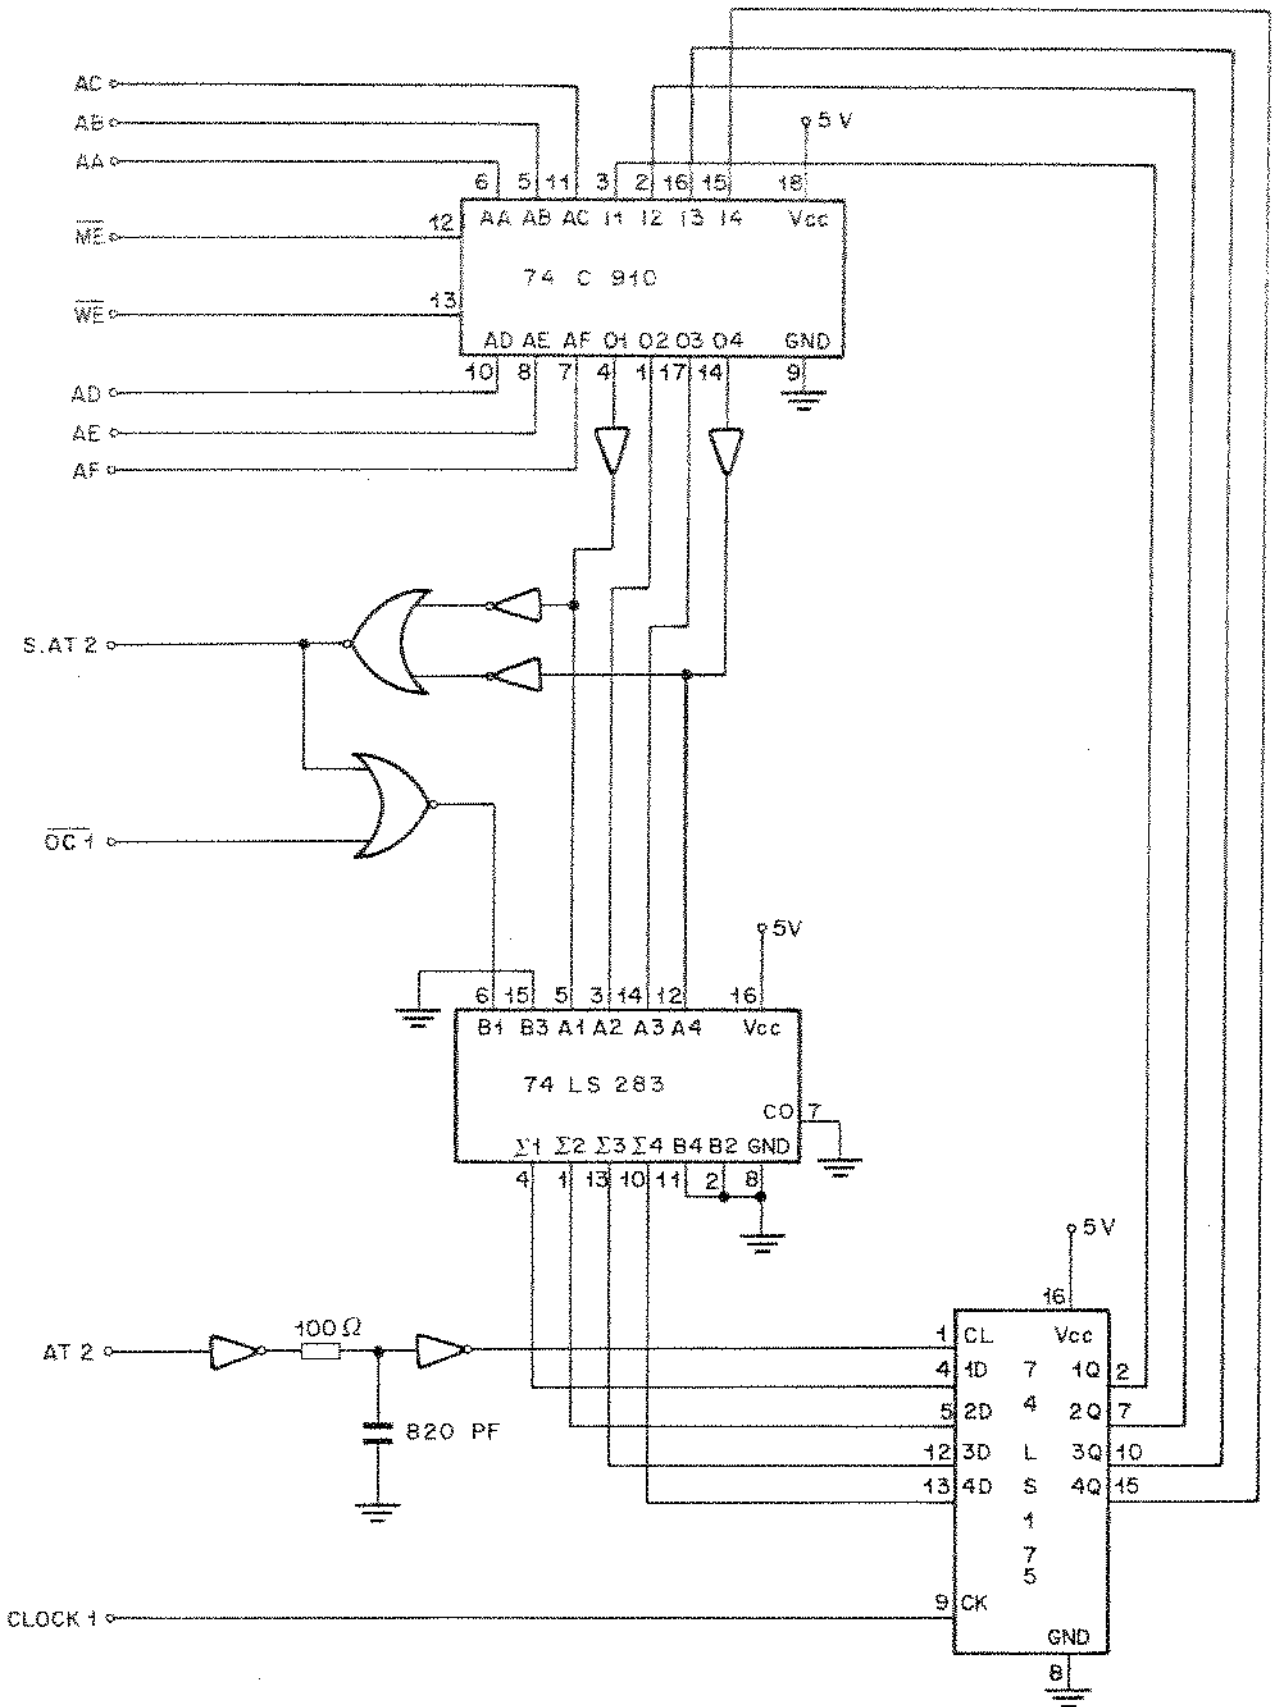 AC
AB
AA
5 V
6 5 11 3 2 16 15 18
AA AB AC I1 I2 I3 I4 Vcc
M̅E̅ 12
74 C 910
W̅E̅ 13
AD AE AF O1 O2 O3 O4 GND
10 8 7 4 1 17 14 9
AD
AE
AF
S.AT 2
O̅C̅ 1̅
5V
6 15 5 3 14 12 16
B1 B3 A1 A2 A3 A4 Vcc
74 LS 283
CO 7
Σ1 Σ2 Σ3 Σ4 B4 B2 GND
4 1 13 10 11 2 8
5V
16
AT 2 100 Ω 1 CL Vcc
4 1D 7 1Q 2
820 PF 5 2D 4 2Q 7
12 3D L 3Q 10
13 4D S 4Q 15
1
7
5
CLOCK 1 9 CK
GND
8